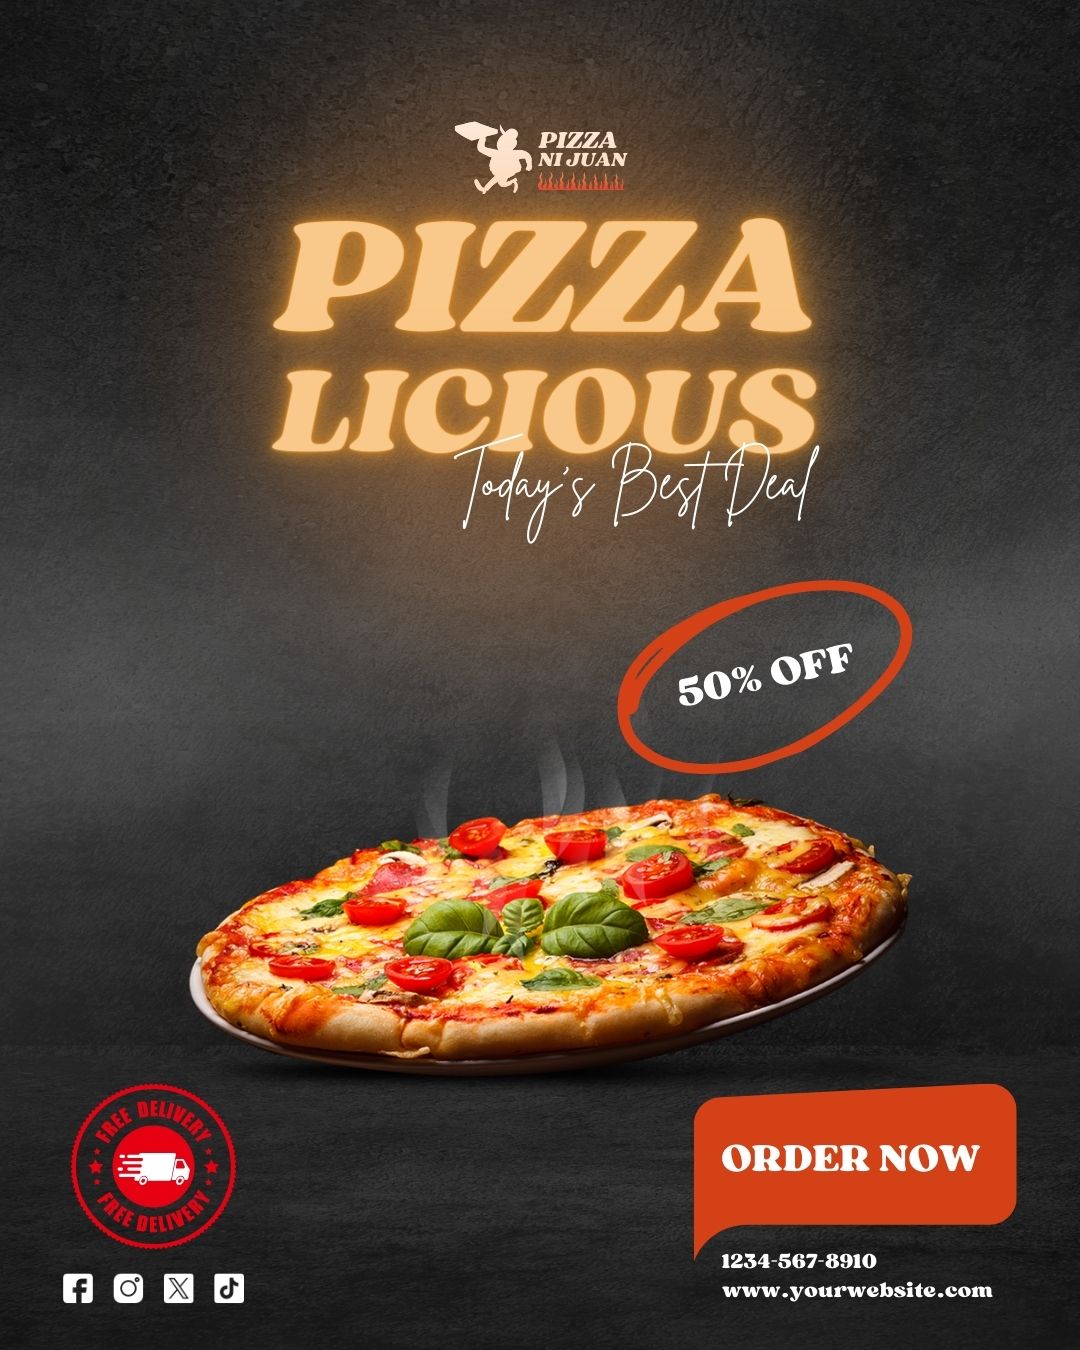 PIZZA
NI JUAN
PIZZA
LICIOUS
Today's Best Deal
50% OFF
FREE DELIVERY
FREE DELIVERY
ORDER NOW
1234-567-8910
www.yourwebsite.com